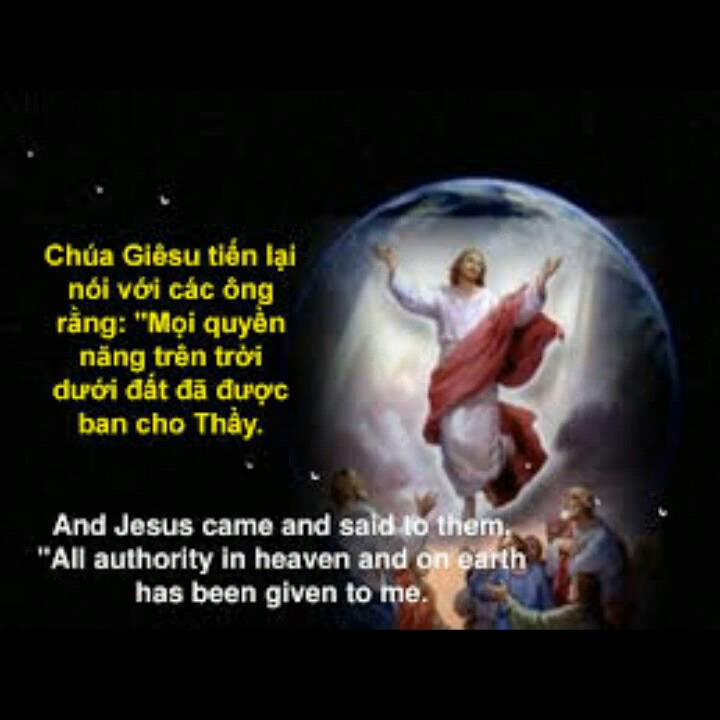 Chúa Giêsu tiến lại
nói với các ông
rằng: "Mọi quyền
năng trên trời
dưới đất đã được
ban cho Thầy.
And Jesus came and said to them,
"All authority in heaven and on earth
has been given to me.